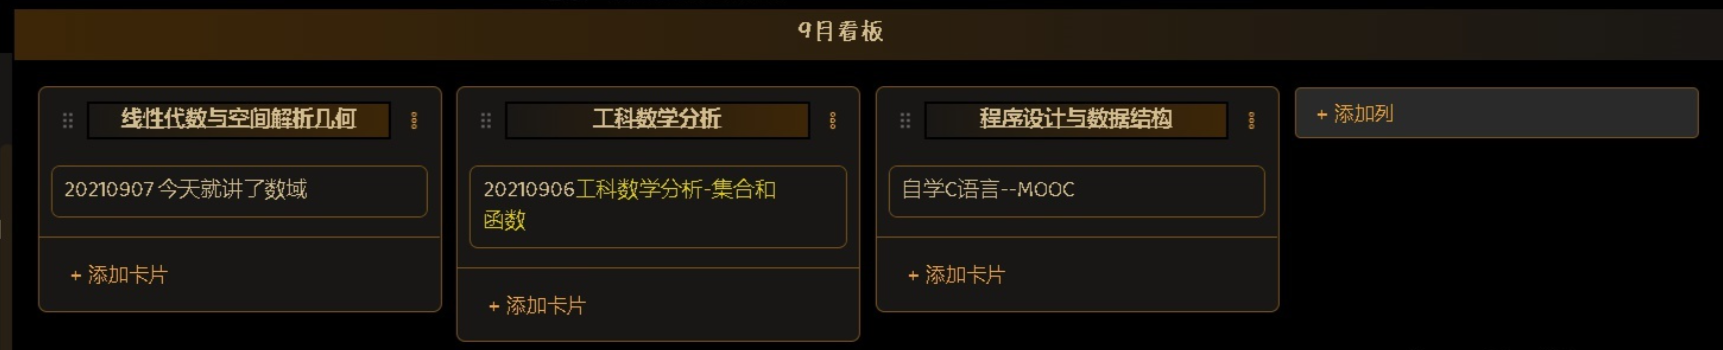 9月看板
线性代数与空间解析几何
20210907 今天就讲了数域
+ 添加卡片
工科数学分析
20210906工科数学分析-集合和
函数
+ 添加卡片
程序设计与数据结构
自学C语言--MOOC
+ 添加卡片
+ 添加列